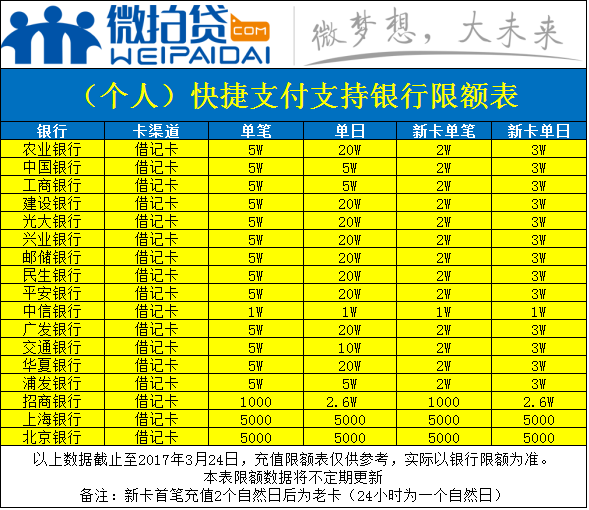 微拍贷.COM
WEIPAIDAI
微梦想，大未来
（个人）快捷支付支持银行限额表
银行 卡渠道 单笔 单日 新卡单笔 新卡单日
农业银行 借记卡 5W 20W 2W 3W
中国银行 借记卡 5W 5W 2W 3W
工商银行 借记卡 5W 5W 2W 3W
建设银行 借记卡 5W 20W 2W 3W
光大银行 借记卡 5W 20W 2W 3W
兴业银行 借记卡 5W 20W 2W 3W
邮储银行 借记卡 5W 20W 2W 3W
民生银行 借记卡 5W 20W 2W 3W
平安银行 借记卡 5W 20W 2W 3W
中信银行 借记卡 1W 1W 1W 1W
广发银行 借记卡 5W 20W 2W 3W
交通银行 借记卡 5W 10W 2W 3W
华夏银行 借记卡 5W 20W 2W 3W
浦发银行 借记卡 5W 5W 2W 3W
招商银行 借记卡 1000 2.6W 1000 2.6W
上海银行 借记卡 5000 5000 5000 5000
北京银行 借记卡 5000 5000 5000 5000
以上数据截止至2017年3月24日，充值限额表仅供参考，实际以银行限额为准。
本表限额数据将不定期更新
备注：新卡首笔充值2个自然日后为老卡（24小时为一个自然日）